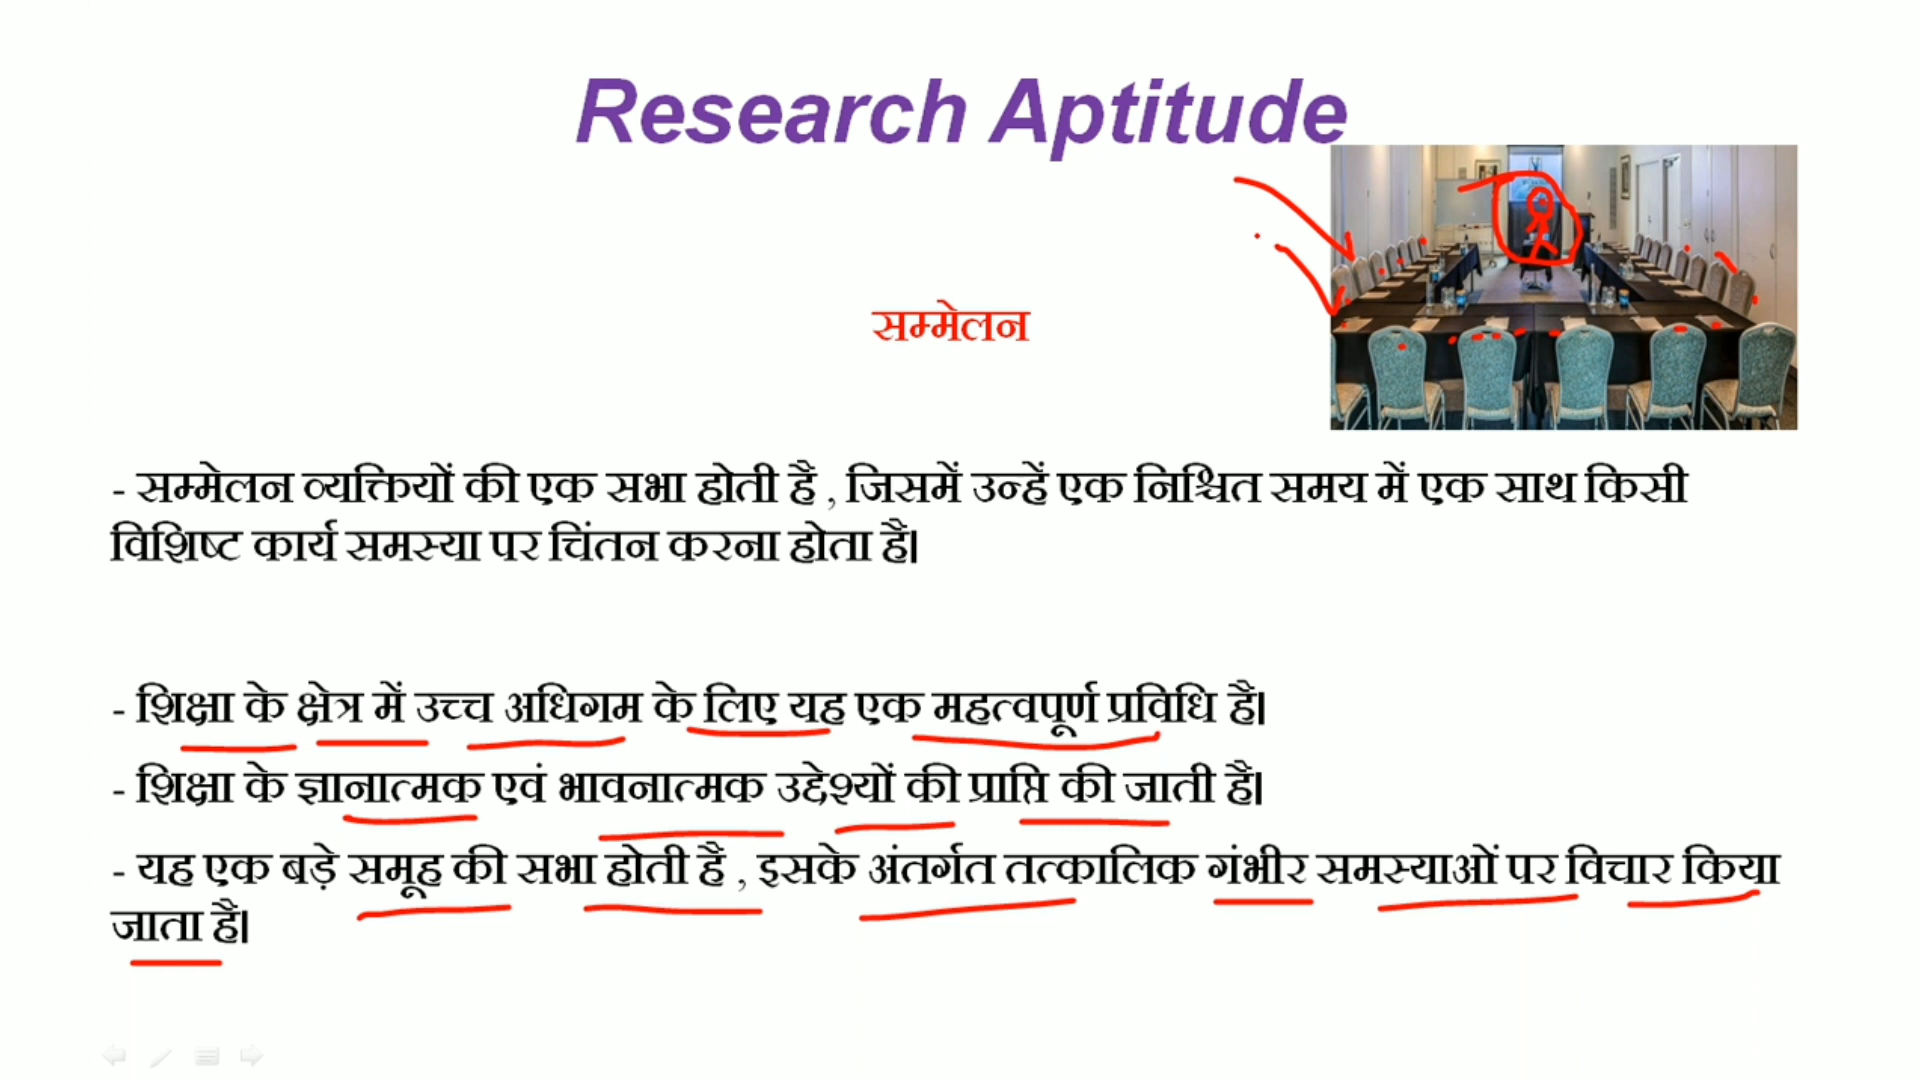 Research Aptitude
सम्मेलन
- सम्मेलन व्यक्तियों की एक सभा होती है , जिसमें उन्हें एक निश्चित समय में एक साथ किसी
विशिष्ट कार्य समस्या पर चिंतन करना होता है।
- शिक्षा के क्षेत्र में उच्च अधिगम के लिए यह एक महत्वपूर्ण प्रविधि है।
- शिक्षा के ज्ञानात्मक एवं भावनात्मक उद्देश्यों की प्राप्ति की जाती है।
- यह एक बड़े समूह की सभा होती है , इसके अंतर्गत तत्कालिक गंभीर समस्याओं पर विचार किया
जाता है।